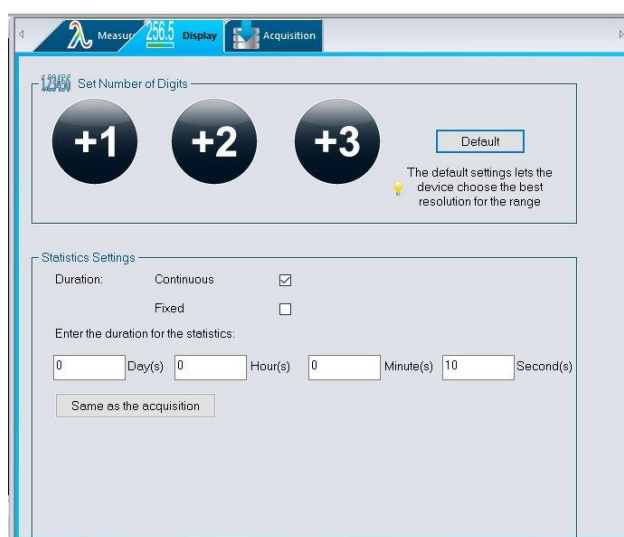 λ Measur 256.5 Display Acquisition
1.23456 Set Number of Digits
+1 +2 +3 Default
The default settings lets the
device choose the best
resolution for the range
Statistics Settings
Duration: Continuous
Fixed
Enter the duration for the statistics:
0 Day(s) 0 Hour(s) 0 Minute(s) 10 Second(s)
Same as the acquisition